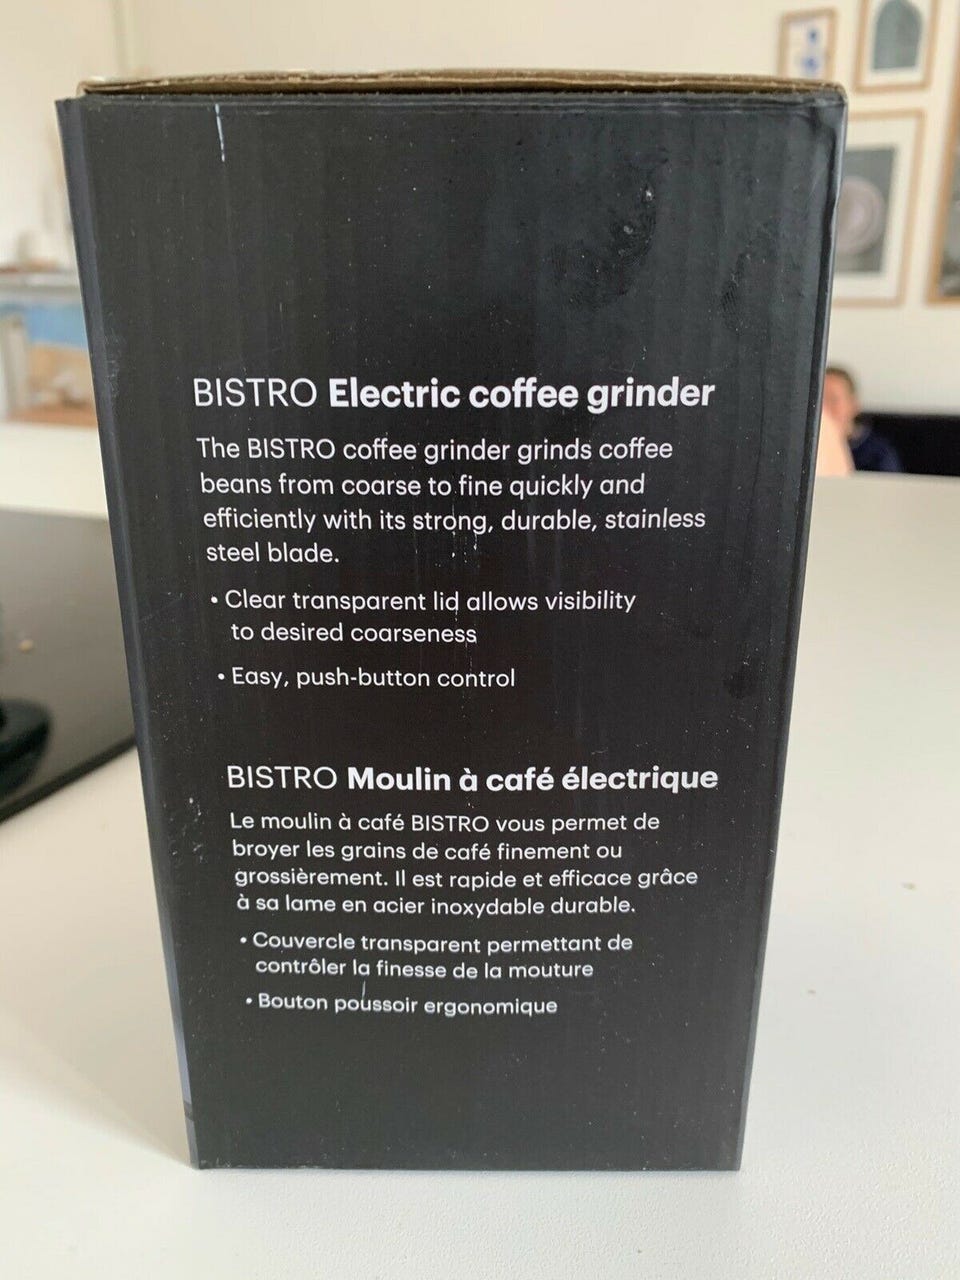 BISTRO Electric coffee grinder
The BISTRO coffee grinder grinds coffee
beans from coarse to fine quickly and
efficiently with its strong, durable, stainless
steel blade.
• Clear transparent lid allows visibility
to desired coarseness
• Easy, push-button control
BISTRO Moulin à café électrique
Le moulin à café BISTRO vous permet de
broyer les grains de café finement ou
grossièrement. Il est rapide et efficace grâce
à sa lame en acier inoxydable durable.
• Couvercle transparent permettant de
contrôler la finesse de la mouture
• Bouton poussoir ergonomique